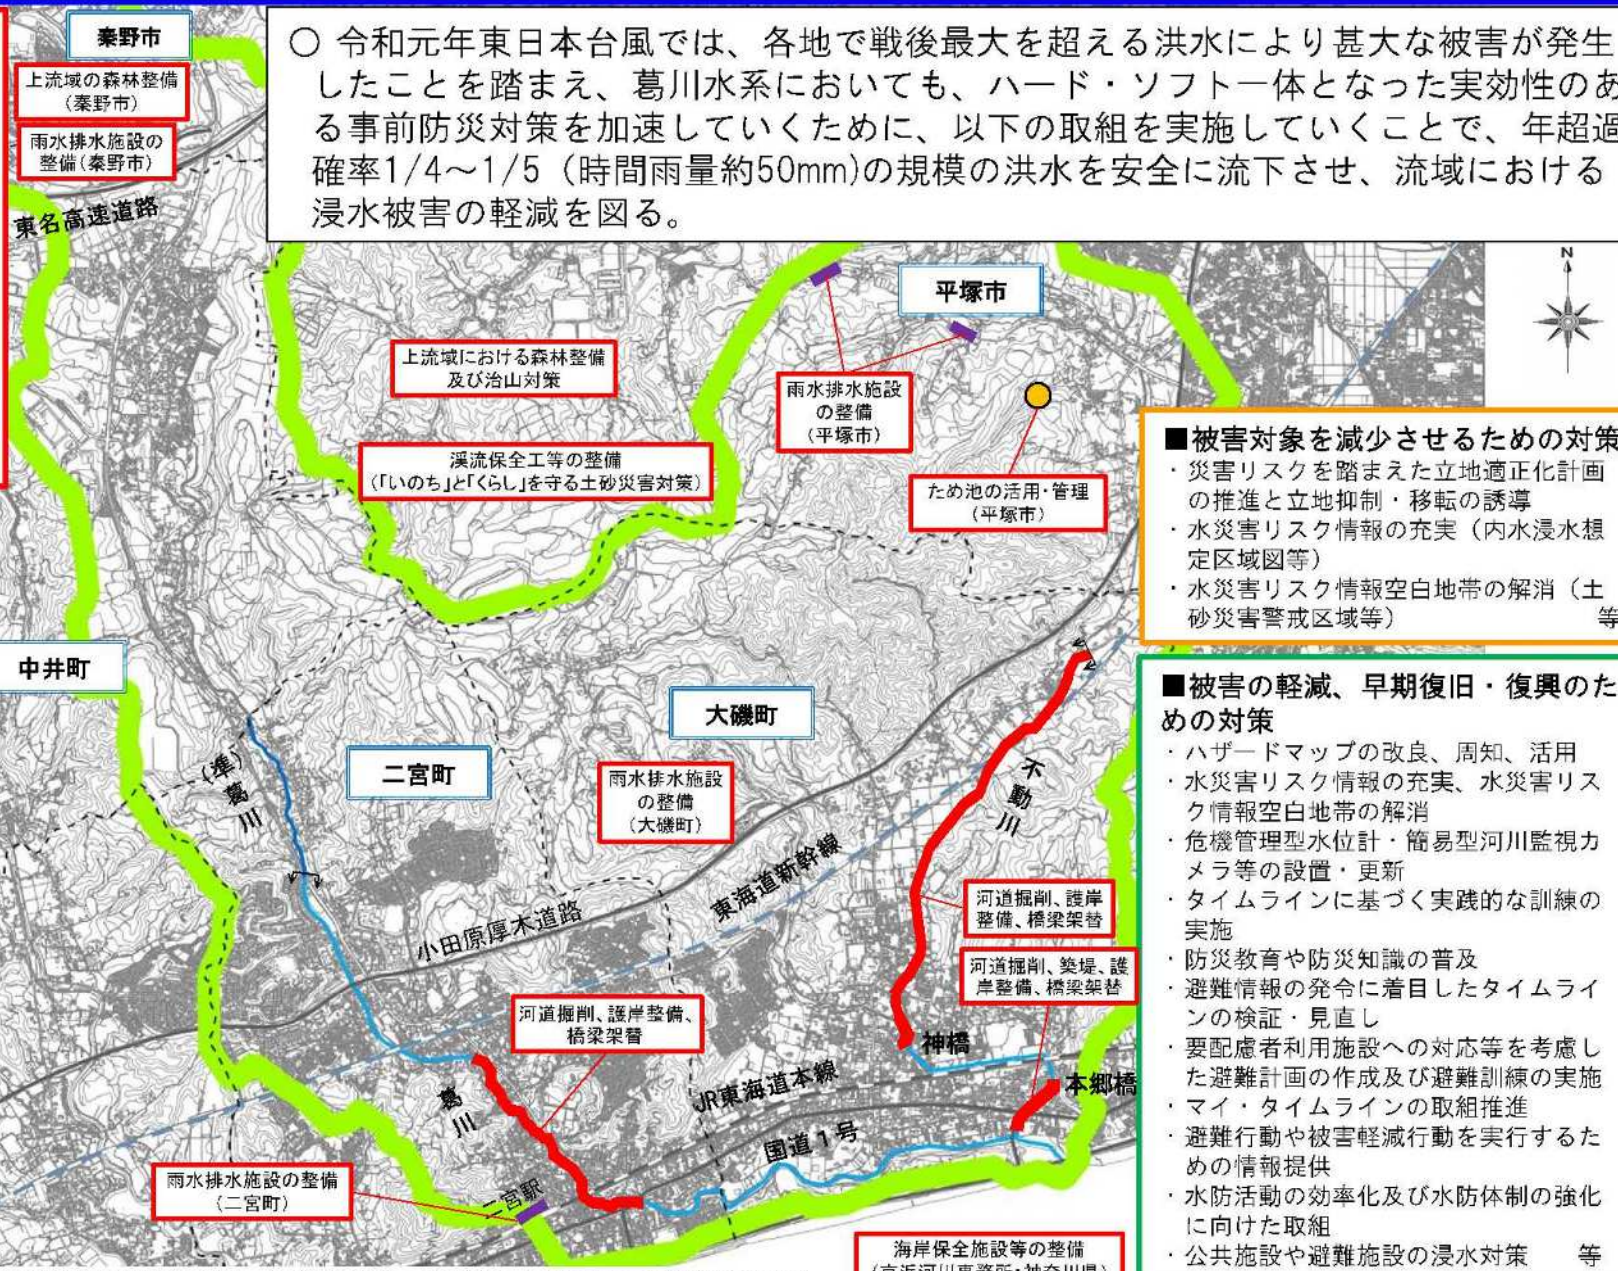 秦野市
上流域の森林整備
(秦野市)
雨水排水施設の
整備(秦野市)
○ 令和元年東日本台風では、各地で戦後最大を超える洪水により甚大な被害が発生
したことを踏まえ、葛川水系においても、ハード・ソフト一体となった実効性のあ
る事前防災対策を加速していくために、以下の取組を実施していくことで、年超過
確率1/4～1/5（時間雨量約50mm)の規模の洪水を安全に流下させ、流域における
浸水被害の軽減を図る。
東名高速道路
N
平塚市
上流域における森林整備
及び治山対策
雨水排水施設
の整備
(平塚市)
渓流保全工等の整備
(「いのち」と「くらし」を守る土砂災害対策)
ため池の活用・管理
(平塚市)
■被害対象を減少させるための対策
・災害リスクを踏まえた立地適正化計画
の推進と立地抑制・移転の誘導
・水災害リスク情報の充実（内水浸水想
定区域図等）
・水災害リスク情報空白地帯の解消（土
砂災害警戒区域等） 等
中井町
大磯町
二宮町
雨水排水施設
の整備
(大磯町)
(準)葛川
不動川
東海道新幹線
小田原厚木道路
河道掘削、護岸
整備、橋梁架替
河道掘削、築堤、護
岸整備、橋梁架替
河道掘削、護岸整備、
橋梁架替
神橋
本郷橋
JR東海道本線
国道１号
葛川
雨水排水施設の整備
(二宮町)
二宮駅
海岸保全施設等の整備
(京浜河川事務所・神奈川県)
■被害の軽減、早期復旧・復興のた
めの対策
・ハザードマップの改良、周知、活用
・水災害リスク情報の充実、水災害リス
ク情報空白地帯の解消
・危機管理型水位計・簡易型河川監視カ
メラ等の設置・更新
・タイムラインに基づく実践的な訓練の
実施
・防災教育や防災知識の普及
・避難情報の発令に着目したタイムライ
ンの検証・見直し
・要配慮者利用施設への対応等を考慮し
た避難計画の作成及び避難訓練の実施
・マイ・タイムラインの取組推進
・避難行動や被害軽減行動を実行するた
めの情報提供
・水防活動の効率化及び水防体制の強化
に向けた取組
・公共施設や避難施設の浸水対策 等